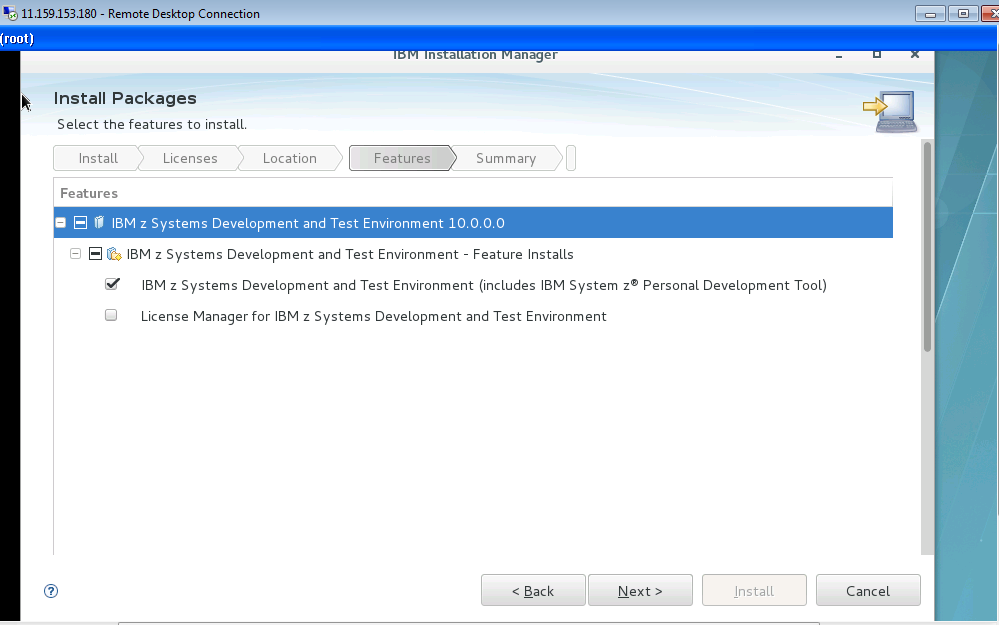 11.159.153.180 - Remote Desktop Connection
(root)
IBM Installation Manager
Install Packages
Select the features to install.
Install Licenses Location Features Summary
Features
IBM z Systems Development and Test Environment 10.0.0.0
IBM z Systems Development and Test Environment - Feature Installs
IBM z Systems Development and Test Environment (includes IBM System z® Personal Development Tool)
License Manager for IBM z Systems Development and Test Environment
? < Back Next > Install Cancel